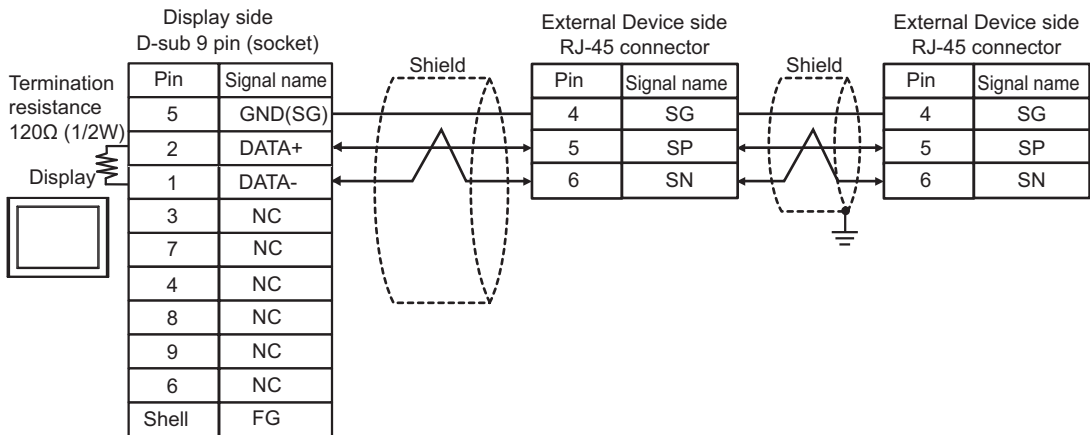 Display side
D-sub 9 pin (socket)
External Device side
RJ-45 connector
External Device side
RJ-45 connector
Termination
resistance
120Ω (1/2W)
Display
Shield
Shield
Pin Signal name
5 GND(SG)
2 DATA+
1 DATA-
3 NC
7 NC
4 NC
8 NC
9 NC
6 NC
Shell FG
Pin Signal name
4 SG
5 SP
6 SN
Pin Signal name
4 SG
5 SP
6 SN